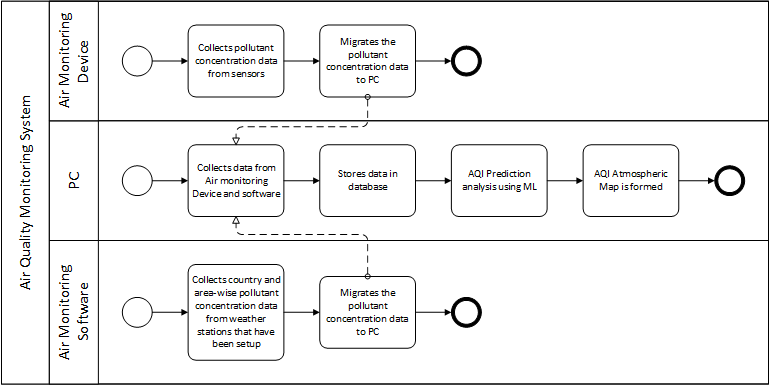 Air Quality Monitoring System
Air Monitoring
Device
Collects pollutant
concentration data
from sensors
Migrates the
pollutant
concentration data
to PC
PC
Collects data from
Air monitoring
Device and software
Stores data in
database
AQI Prediction
analysis using ML
AQI Atmospheric
Map is formed
Air Monitoring
Software
Collects country and
area-wise pollutant
concentration data
from weather
stations that have
been setup
Migrates the
pollutant
concentration data
to PC